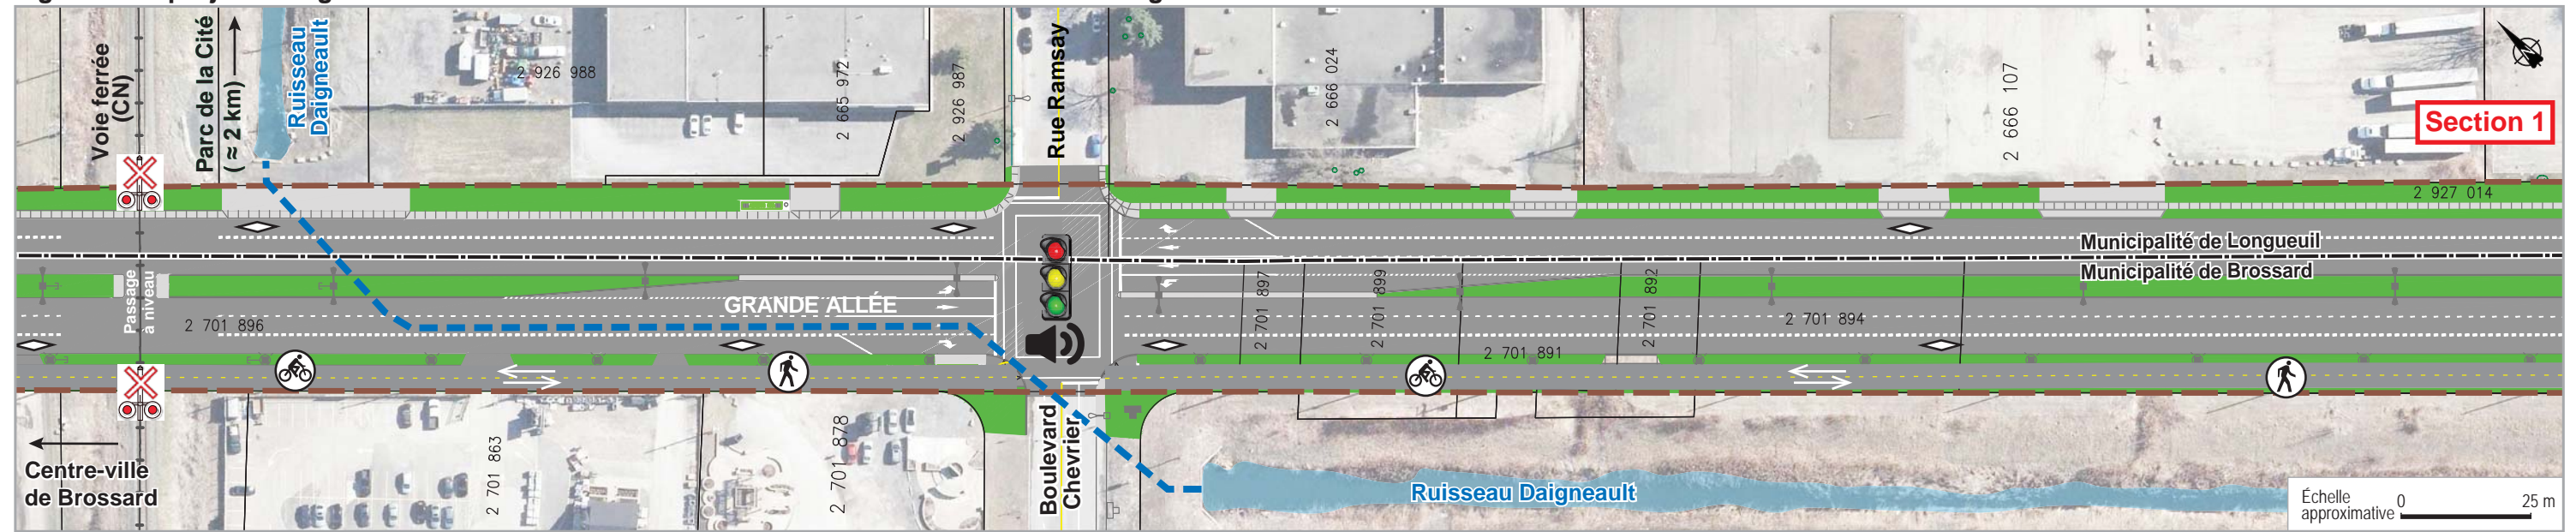 Voie ferrée
(CN)
Parc de la Cité
(≈ 2 km)
Ruisseau
Daigneault
2 926 988
2 665 972
2 926 987
Rue Ramsay
2 666 024
2 666 107
Section 1
2 927 014
Municipalité de Longueuil
Municipalité de Brossard
Passage
à niveau
GRANDE ALLÉE
2 701 896
2 701 897
2 701 899
2 701 892
2 701 894
2 701 891
Centre-ville
de Brossard
2 701 863
2 701 878
Boulevard
Chevrier
Ruisseau Daigneault
Échelle
approximative
0 25 m